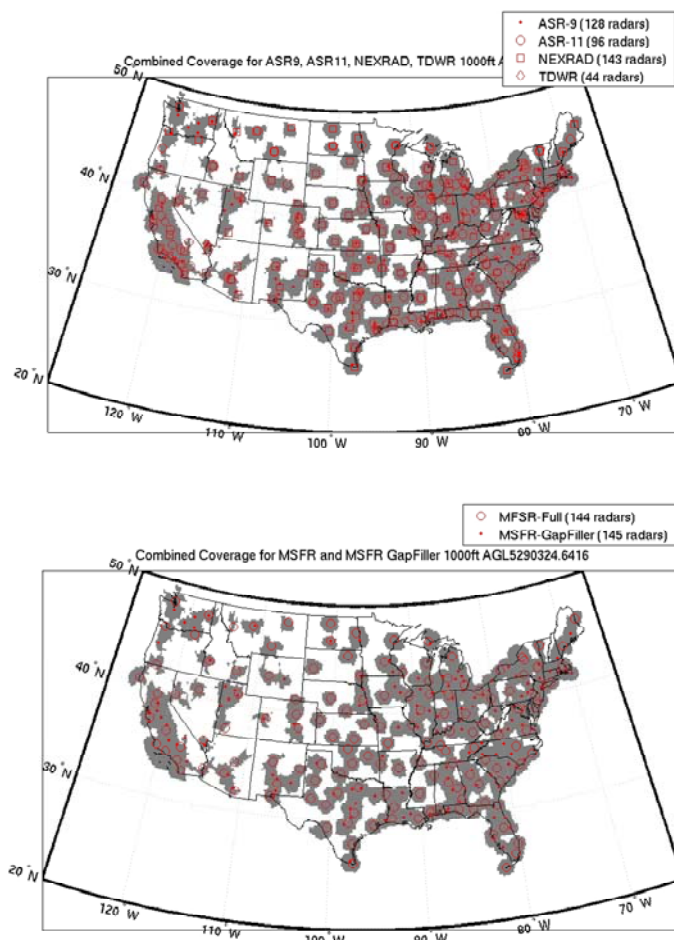 ASR-9 (128 radars)
ASR-11 (96 radars)
NEXRAD (143 radars)
TDWR (44 radars)
Combined Coverage for ASR9, ASR11, NEXRAD, TDWR 1000ft A
50°N
40°N
30°N
20°N
120°W
110°W
100°W
90°W
80°W
70°W
MFSR-Full (144 radars)
MSFR-GapFiller (145 radars)
Combined Coverage for MSFR and MSFR GapFiller 1000ft AGL5290324.6416
50°N
40°N
30°N
20°N
120°W
110°W
100°W
90°W
80°W
70°W